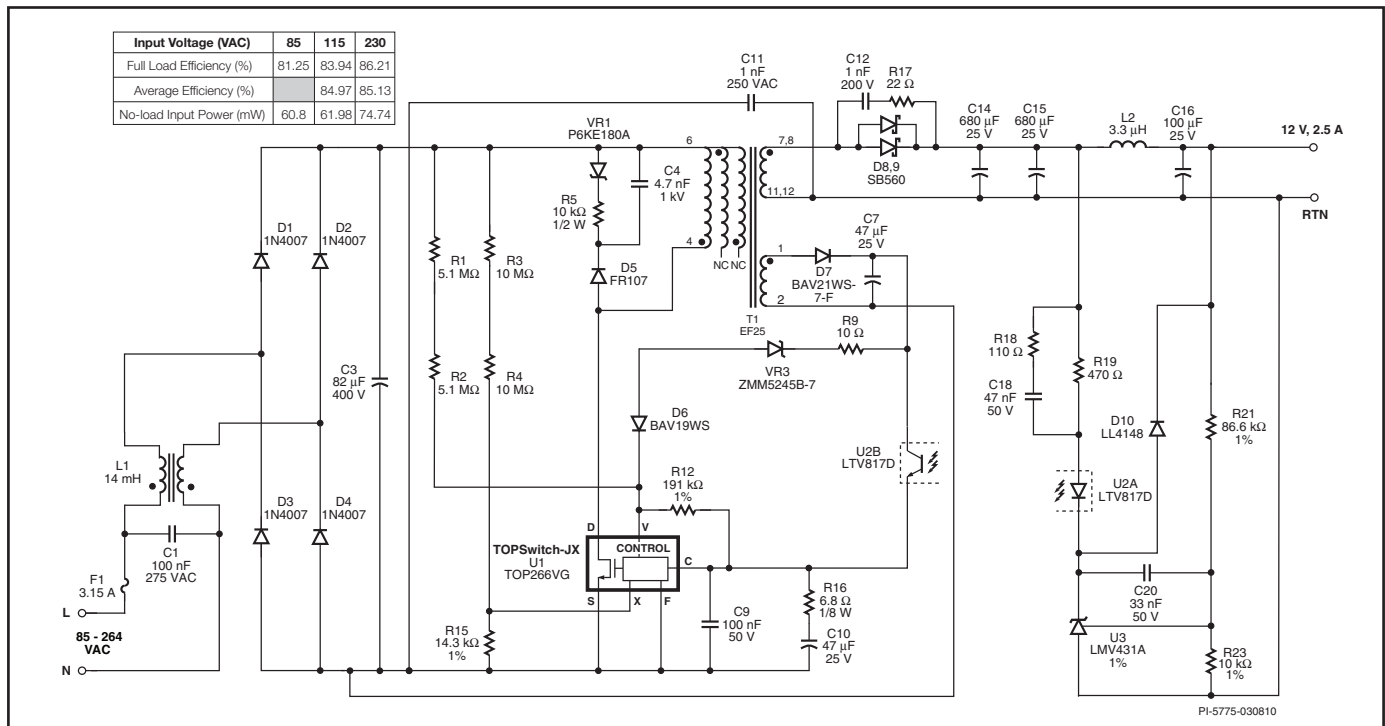 Input Voltage (VAC) 85 115 230
Full Load Efficiency (%) 81.25 83.94 86.21
Average Efficiency (%) 84.97 85.13
No-load Input Power (mW) 60.8 61.98 74.74
C11
1 nF
250 VAC
C12
1 nF
200 V
R17
22 Ω
C14
680 µF
25 V
C15
680 µF
25 V
L2
3.3 µH
C16
100 µF
25 V
12 V, 2.5 A
RTN
VR1
P6KE180A
C4
4.7 nF
1 kV
R5
10 kΩ
1/2 W
D5
FR107
6
4
NC NC
7,8
11,12
1
2
T1
EF25
D8,9
SB560
C7
47 µF
25 V
D7
BAV21WS-
7-F
D1
1N4007
D2
1N4007
R1
5.1 MΩ
R3
10 MΩ
R2
5.1 MΩ
R4
10 MΩ
C3
82 µF
400 V
R9
10 Ω
VR3
ZMM5245B-7
D6
BAV19WS
R12
191 kΩ
1%
U2B
LTV817D
R18
110 Ω
C18
47 nF
50 V
R19
470 Ω
D10
LL4148
R21
86.6 kΩ
1%
U2A
LTV817D
L1
14 mH
D3
1N4007
D4
1N4007
C1
100 nF
275 VAC
F1
3.15 A
L
85 - 264
VAC
N
D
V
CONTROL
C
S
X
F
TOPSwitch-JX
U1
TOP266VG
R15
14.3 kΩ
1%
C9
100 nF
50 V
R16
6.8 Ω
1/8 W
C10
47 µF
25 V
C20
33 nF
50 V
U3
LMV431A
1%
R23
10 kΩ
1%
PI-5775-030810